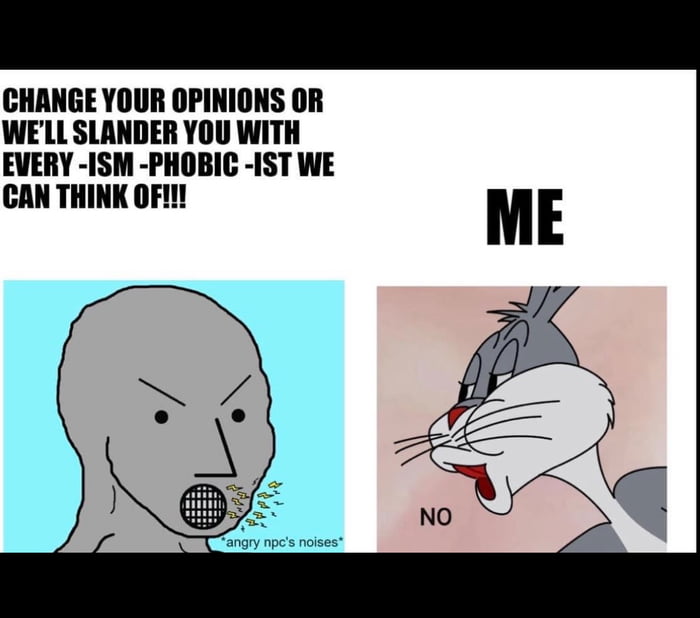 CHANGE YOUR OPINIONS OR
WE'LL SLANDER YOU WITH
EVERY -ISM -PHOBIC -IST WE
CAN THINK OF!!!
ME
*angry npc's noises*
NO